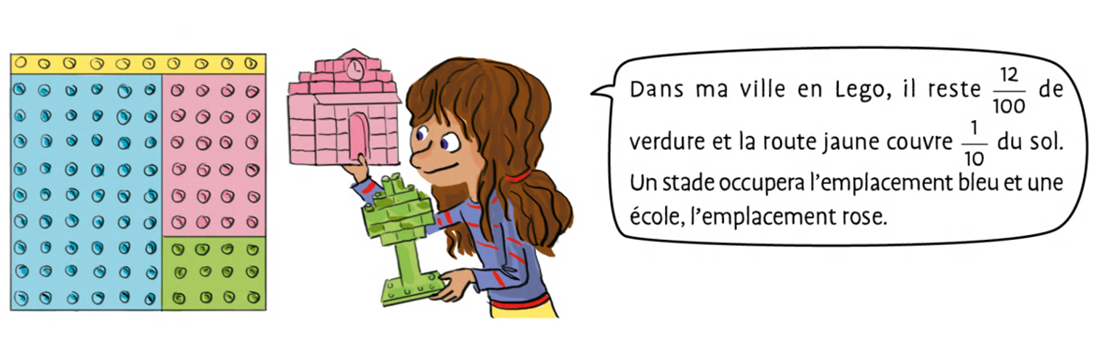 Dans ma ville en Lego, il reste 12/100 de
verdure et la route jaune couvre 1/10 du sol.
Un stade occupera l’emplacement bleu et une
école, l’emplacement rose.